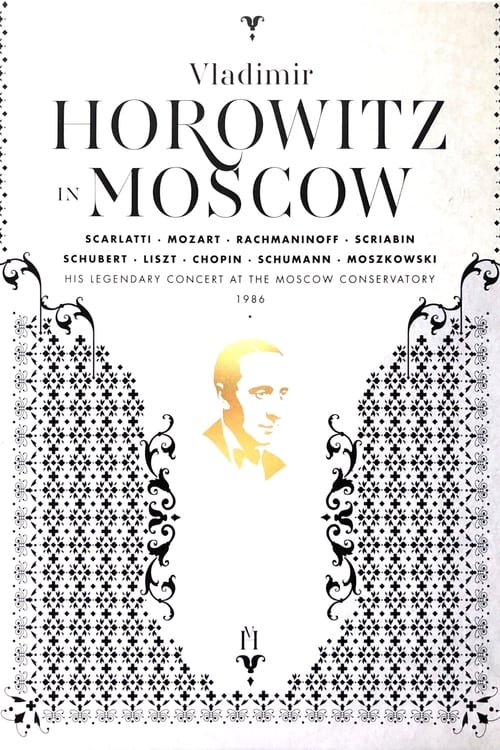 Vladimir
HOROWITZ
IN MOSCOW
SCARLATTI · MOZART · RACHMANINOFF · SCRIABIN
SCHUBERT · LISZT · CHOPIN · SCHUMANN · MOSZKOWSKI
HIS LEGENDARY CONCERT AT THE MOSCOW CONSERVATORY
1986
VH